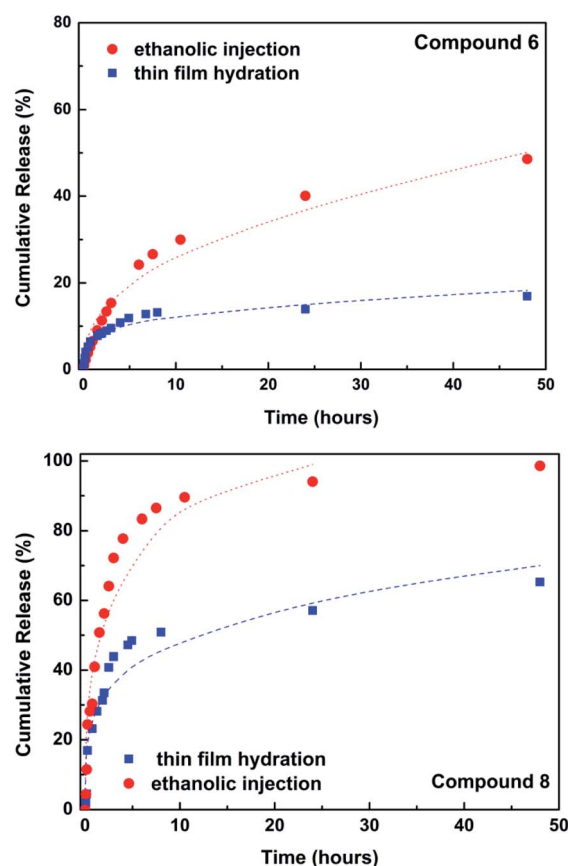 80
60
40
20
0
Cumulative Release (%)
ethanolic injection
thin film hydration
Compound 6
0 10 20 30 40 50
Time (hours)
100
80
60
40
20
0
Cumulative Release (%)
thin film hydration
ethanolic injection
Compound 8
0 10 20 30 40 50
Time (hours)